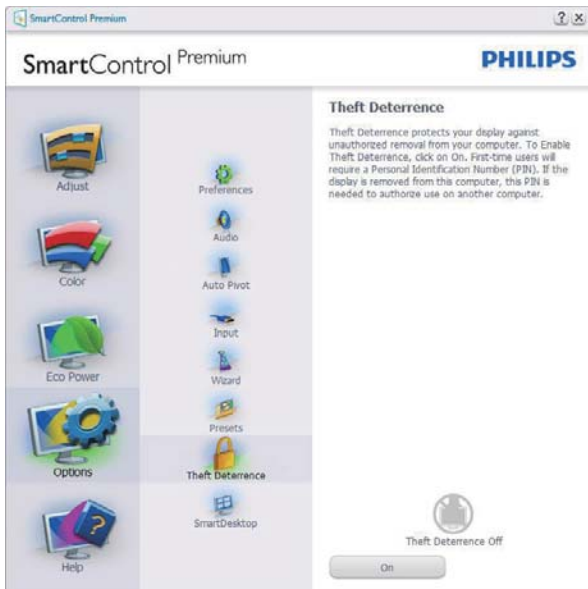 SmartControl Premium
SmartControl Premium
PHILIPS
Adjust
Color
Eco Power
Options
Help
Preferences
Audio
Auto Pivot
Input
Wizard
Presets
Theft Deterrence
SmartDesktop
Theft Deterrence
Theft Deterrence protects your display against
unauthorized removal from your computer. To Enable
Theft Deterrence, click on On. First-time users will
require a Personal Identification Number (PIN). If the
display is removed from this computer, this PIN is
needed to authorize use on another computer.
Theft Deterrence Off
On